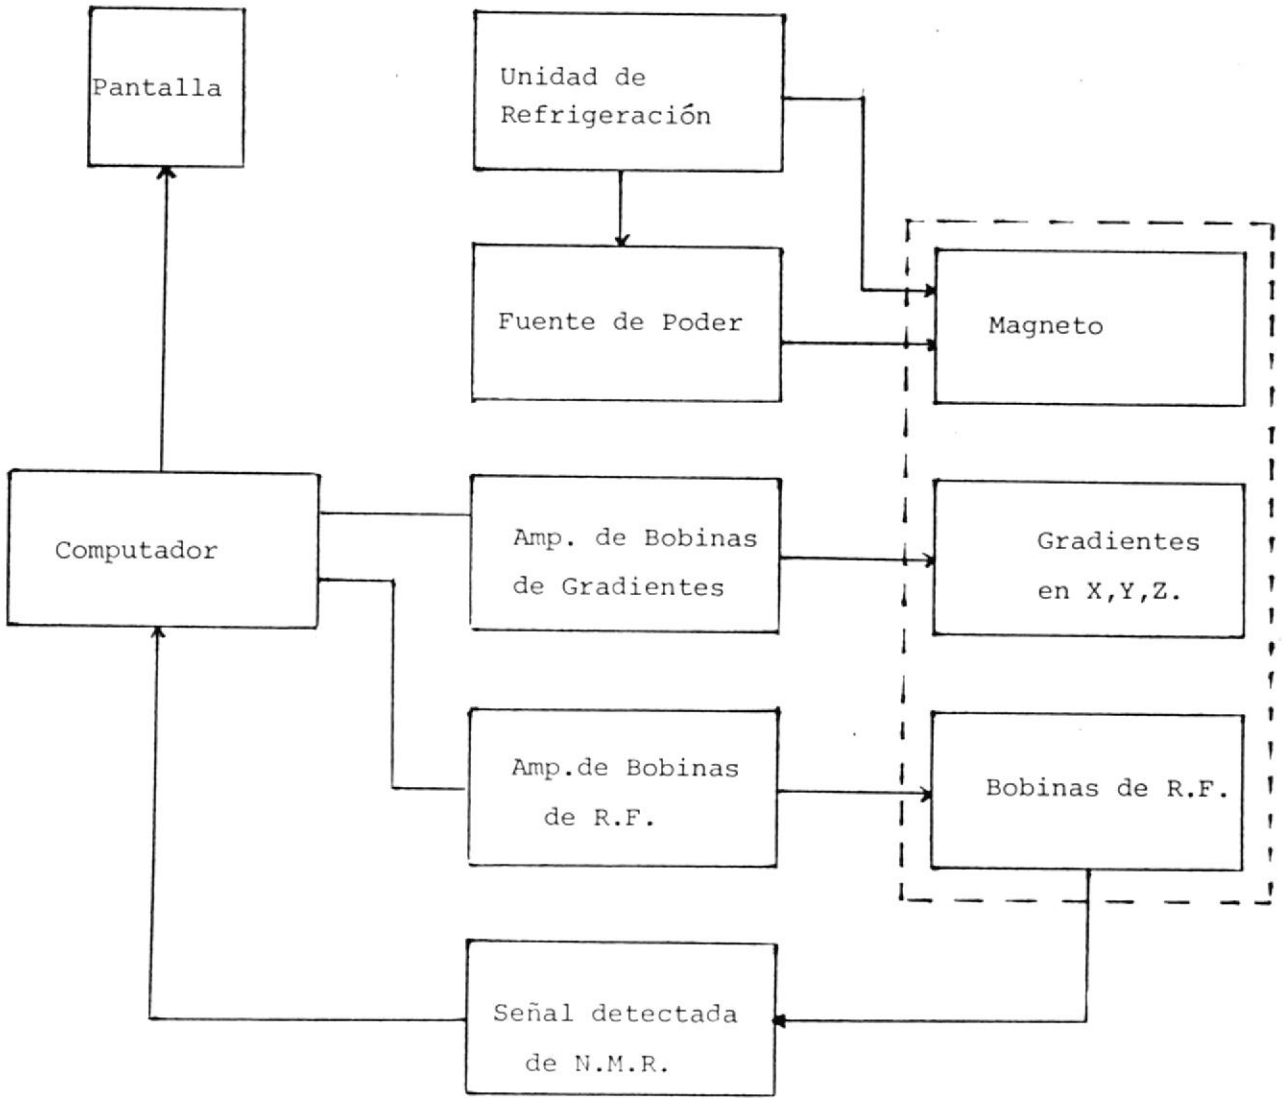 Pantalla
Unidad de
Refrigeración
Fuente de Poder
Magneto
Computador
Amp. de Bobinas
de Gradientes
Gradientes
en X,Y,Z.
Amp.de Bobinas
de R.F.
Bobinas de R.F.
Señal detectada
de N.M.R.